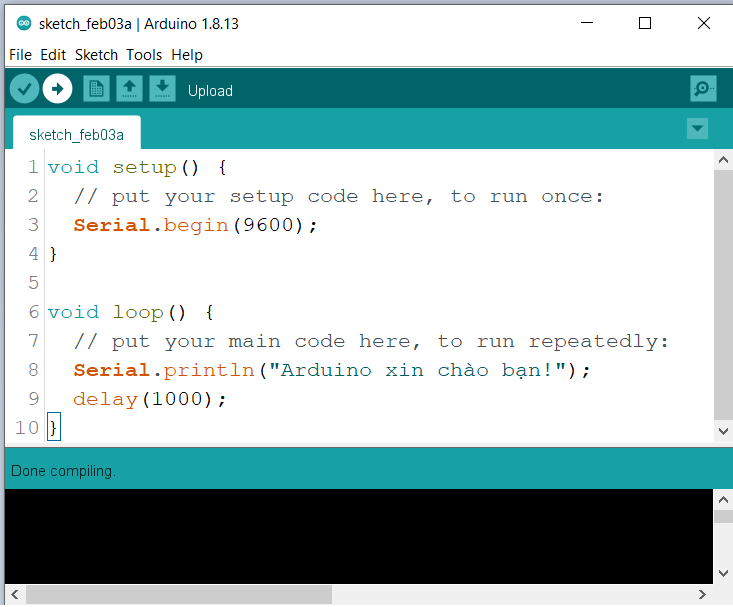 sketch_feb03a | Arduino 1.8.13
File Edit Sketch Tools Help
Upload
sketch_feb03a
1 void setup() {
2   // put your setup code here, to run once:
3   Serial.begin(9600);
4 }
5
6 void loop() {
7   // put your main code here, to run repeatedly:
8   Serial.println("Arduino xin chào bạn!");
9   delay(1000);
10 }
Done compiling.